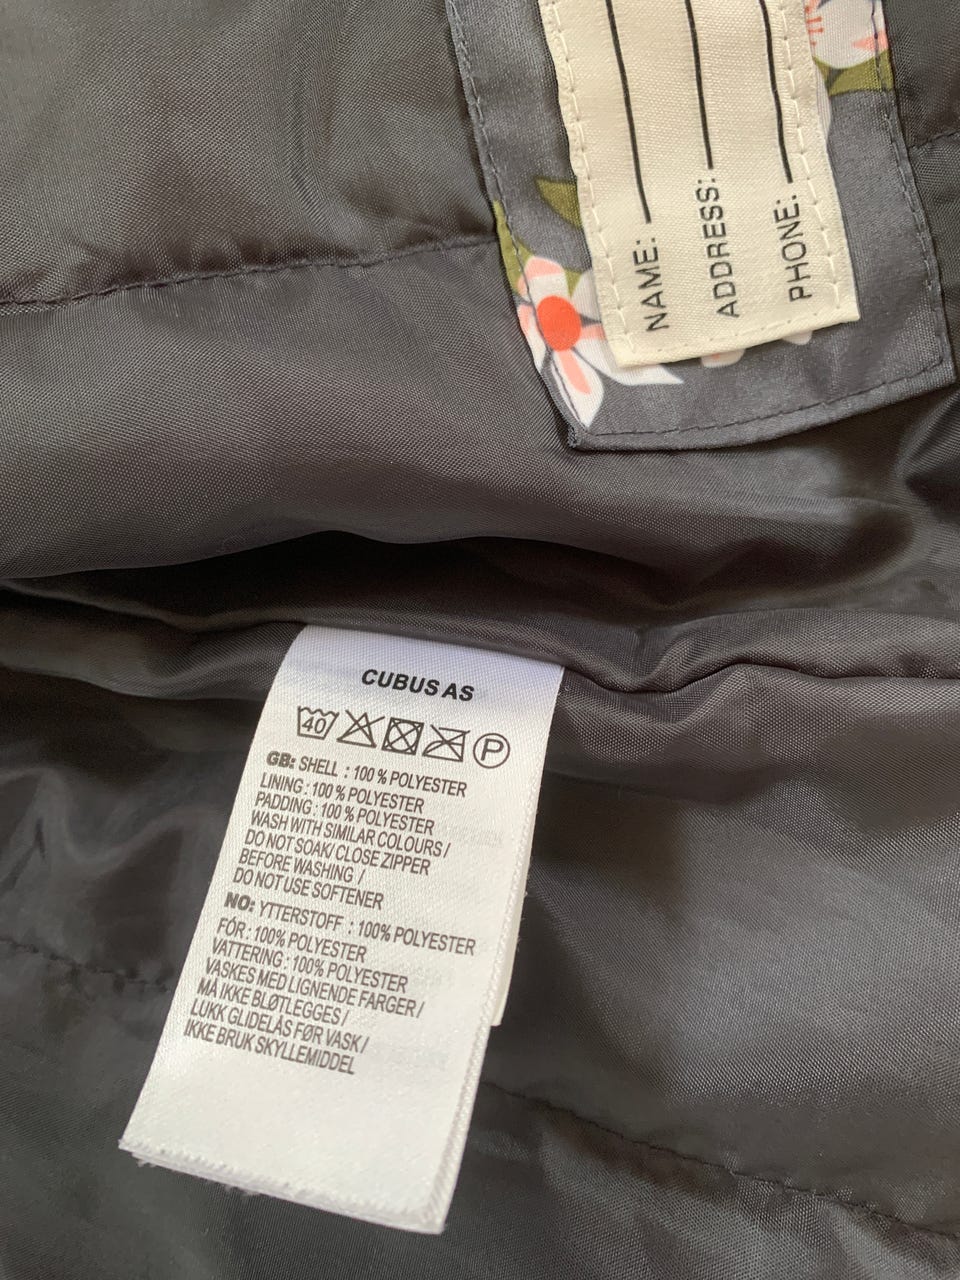 NAME:
ADDRESS:
PHONE:
CUBUS AS
40 P
GB: SHELL : 100 % POLYESTER
LINING : 100 % POLYESTER
PADDING : 100 % POLYESTER
WASH WITH SIMILAR COLOURS /
DO NOT SOAK/ CLOSE ZIPPER
BEFORE WASHING /
DO NOT USE SOFTENER
NO: YTTERSTOFF : 100% POLYESTER
FÓR : 100% POLYESTER
VATTERING : 100% POLYESTER
VASKES MED LIGNENDE FARGER /
MÅ IKKE BLØTLEGGES /
LUKK GLIDELÅS FØR VASK /
IKKE BRUK SKYLLEMIDDEL